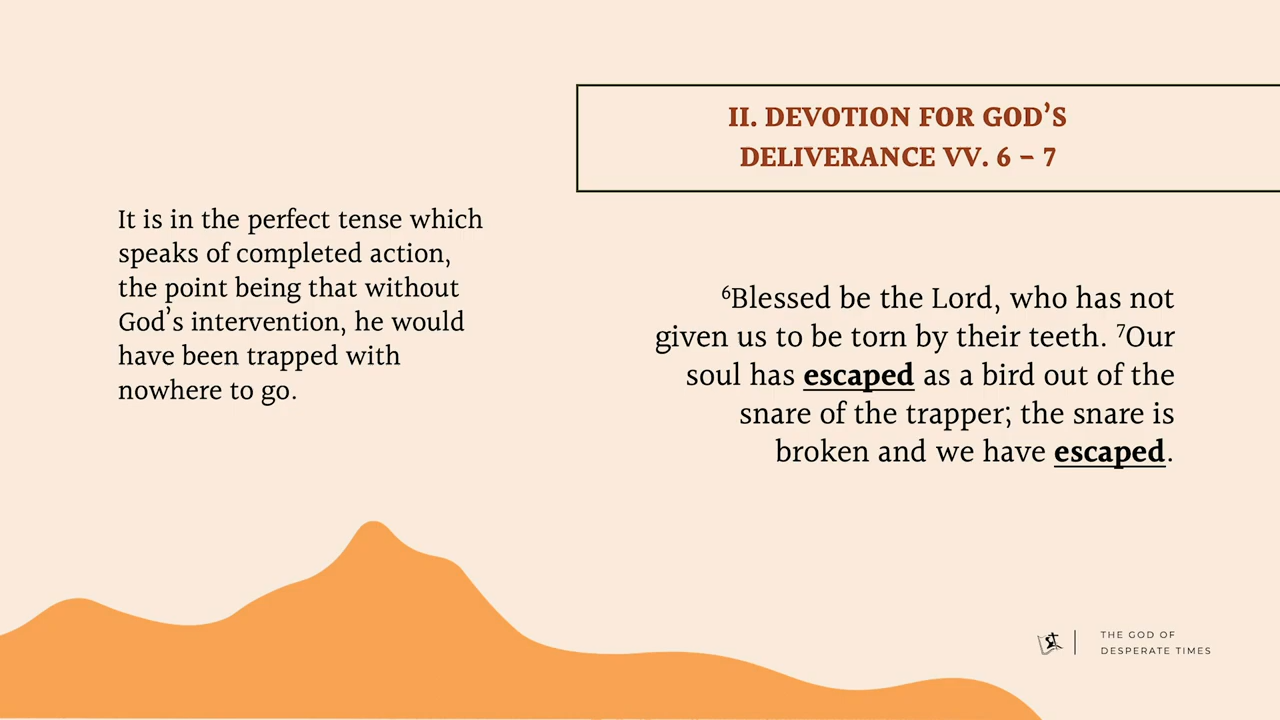 II. DEVOTION FOR GOD’S
DELIVERANCE VV. 6 – 7
It is in the perfect tense which
speaks of completed action,
the point being that without
God’s intervention, he would
have been trapped with
nowhere to go.
⁶Blessed be the Lord, who has not
given us to be torn by their teeth. ⁷Our
soul has escaped as a bird out of the
snare of the trapper; the snare is
broken and we have escaped.
THE GOD OF
DESPERATE TIMES